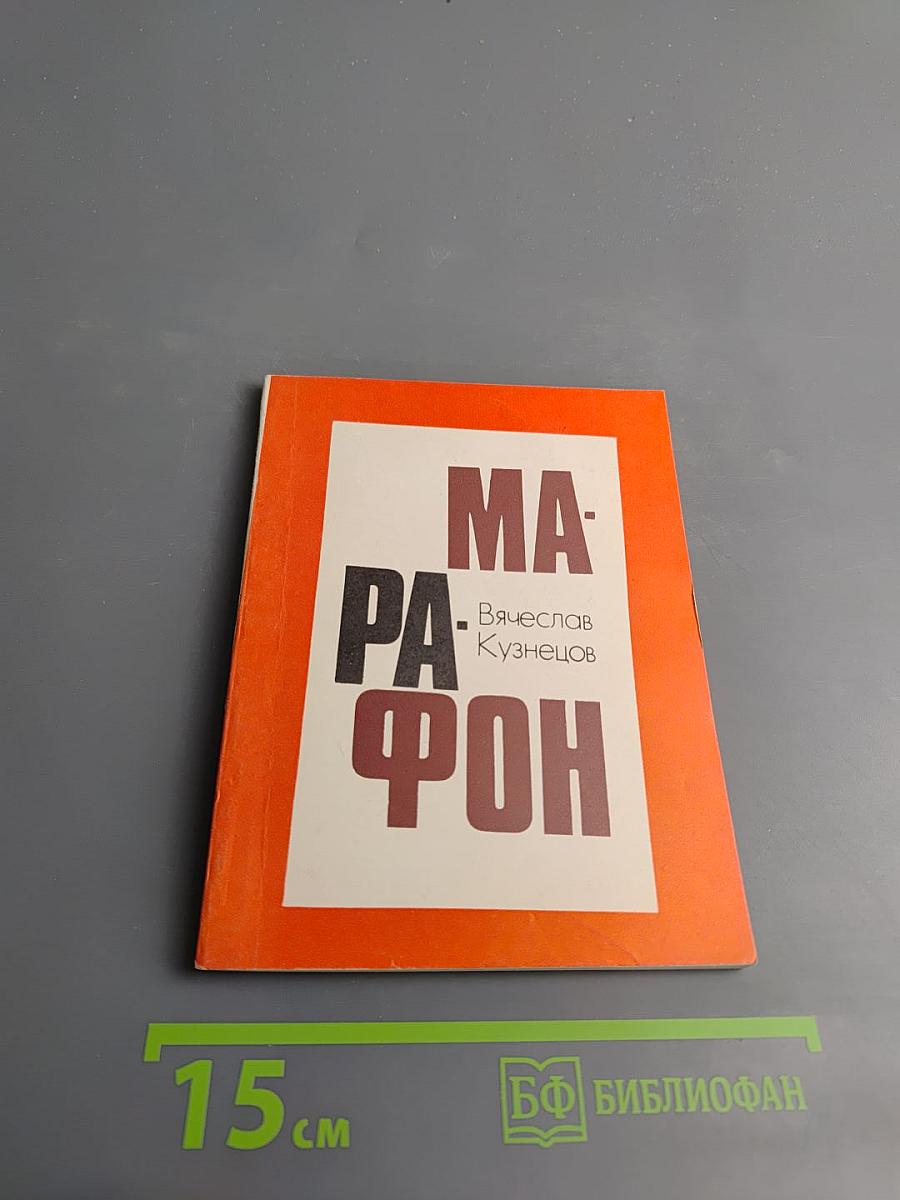 МА-
РА-
Вячеслав
Кузнецов
ФОН
15 см
БФ БИБЛИОФАН